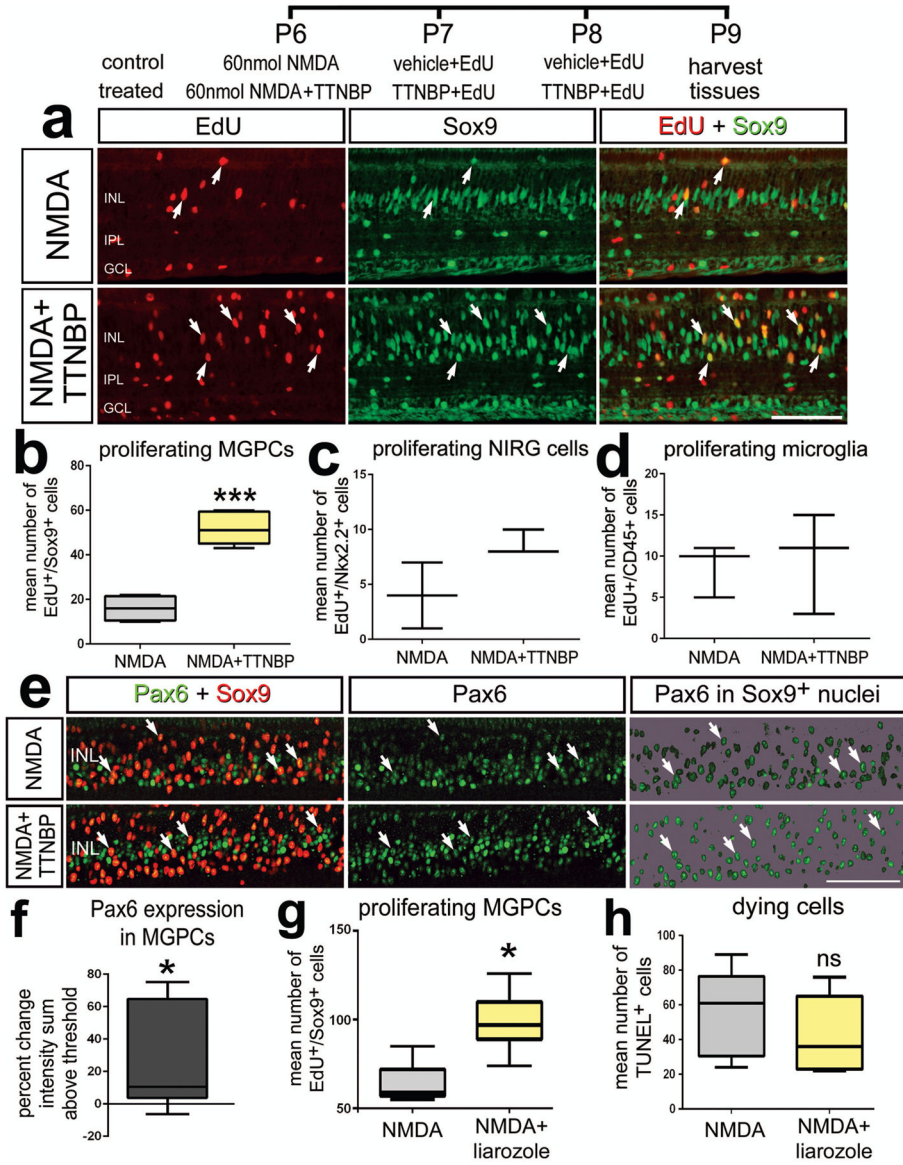 P6 P7 P8 P9
control 60nmol NMDA vehicle+EdU vehicle+EdU harvest
treated 60nmol NMDA+TTNBP TTNBP+EdU TTNBP+EdU tissues
a EdU Sox9 EdU + Sox9
NMDA
INL
IPL
GCL
NMDA+
TTNBP
INL
IPL
GCL
b proliferating MGPCs
mean number of
EdU⁺/Sox9⁺ cells
80
60
40
20
0
***
NMDA NMDA+TTNBP
c proliferating NIRG cells
mean number of
EdU⁺/Nkx2.2⁺ cells
15
10
5
0
NMDA NMDA+TTNBP
d proliferating microglia
mean number of
EdU⁺/CD45+ cells
20
15
10
5
0
NMDA NMDA+TTNBP
e Pax6 + Sox9 Pax6 Pax6 in Sox9⁺ nuclei
NMDA
INL
NMDA+
TTNBP
INL
f Pax6 expression
in MGPCs
percent change
intensity sum
above threshold
80
60
40
20
0
-20
*
g proliferating MGPCs
mean number of
EdU⁺/Sox9⁺ cells
150
100
50
*
NMDA NMDA+
liarozole
h dying cells
mean number of
TUNEL⁺ cells
100
80
60
40
20
0
ns
NMDA NMDA+
liarozole